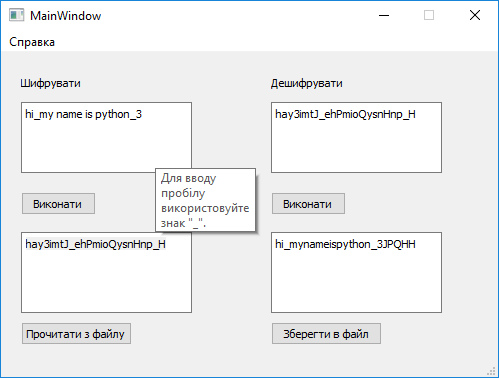 MainWindow
Справка
Шифрувати
Дешифрувати
hi_my name is python_3
hay3imtJ_ehPmioQysnHnp_H
Для вводу
пробілу
використовуйте
знак "_".
Виконати
Виконати
hay3imtJ_ehPmioQysnHnp_H
hi_mynameispython_3JPQHH
Прочитати з файлу
Зберегти в файл